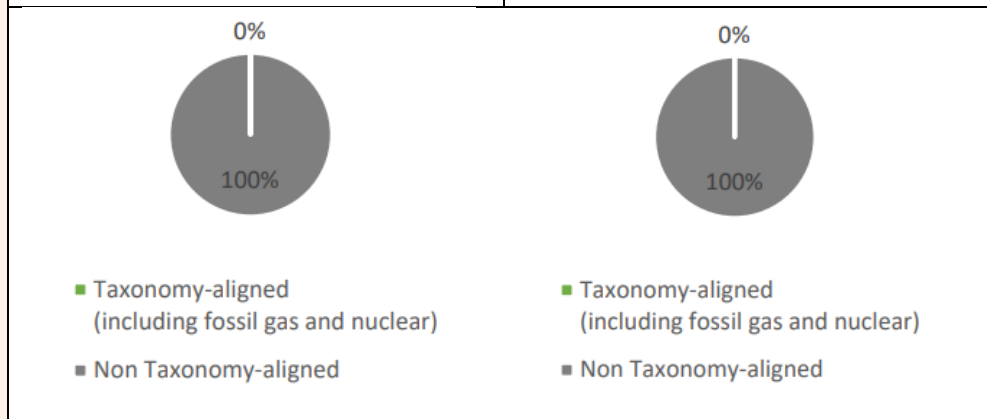 0%
100%
Taxonomy-aligned
(including fossil gas and nuclear)
Non Taxonomy-aligned
0%
100%
Taxonomy-aligned
(including fossil gas and nuclear)
Non Taxonomy-aligned